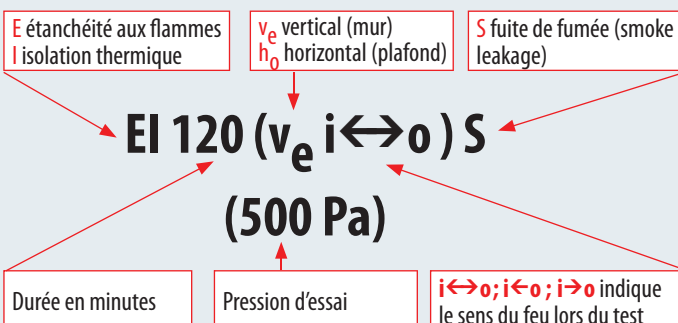 E étanchéité aux flammes
I isolation thermique
ve vertical (mur)
ho horizontal (plafond)
S fuite de fumée (smoke
leakage)
EI 120 (ve i↔o ) S
(500 Pa)
Durée en minutes
Pression d'essai
i↔o ; i←o ; i→o indique
le sens du feu lors du test